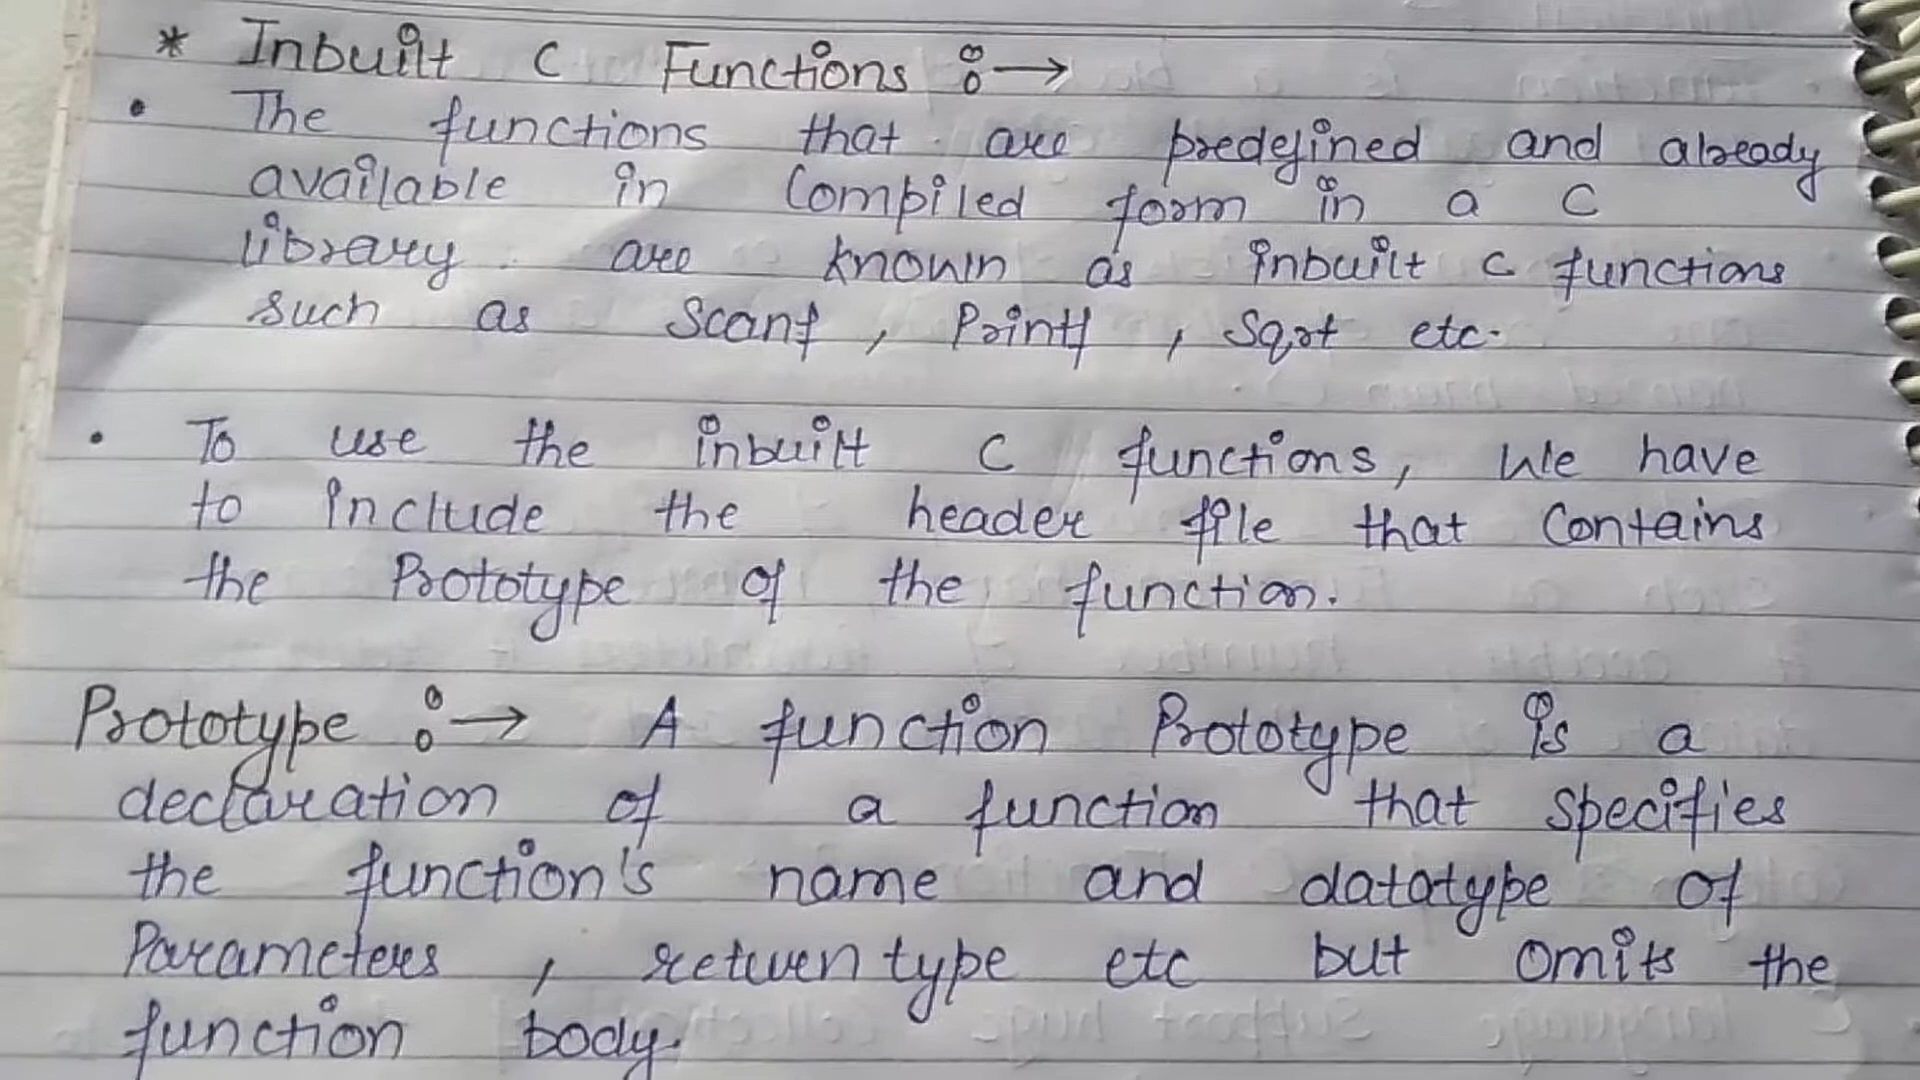 * Inbuilt C Functions :→
• The functions that are predefined and already
available in Compiled form in a C
library are known as inbuilt C functions
such as Scanf, Printf, Sqrt etc.
• To use the inbuilt C functions, We have
to include the header file that Contains
the Prototype of the function.
Prototype :→ A function Prototype is a
declaration of a function that specifies
the function's name and datatype of
Parameters, return type etc but omits the
function body.